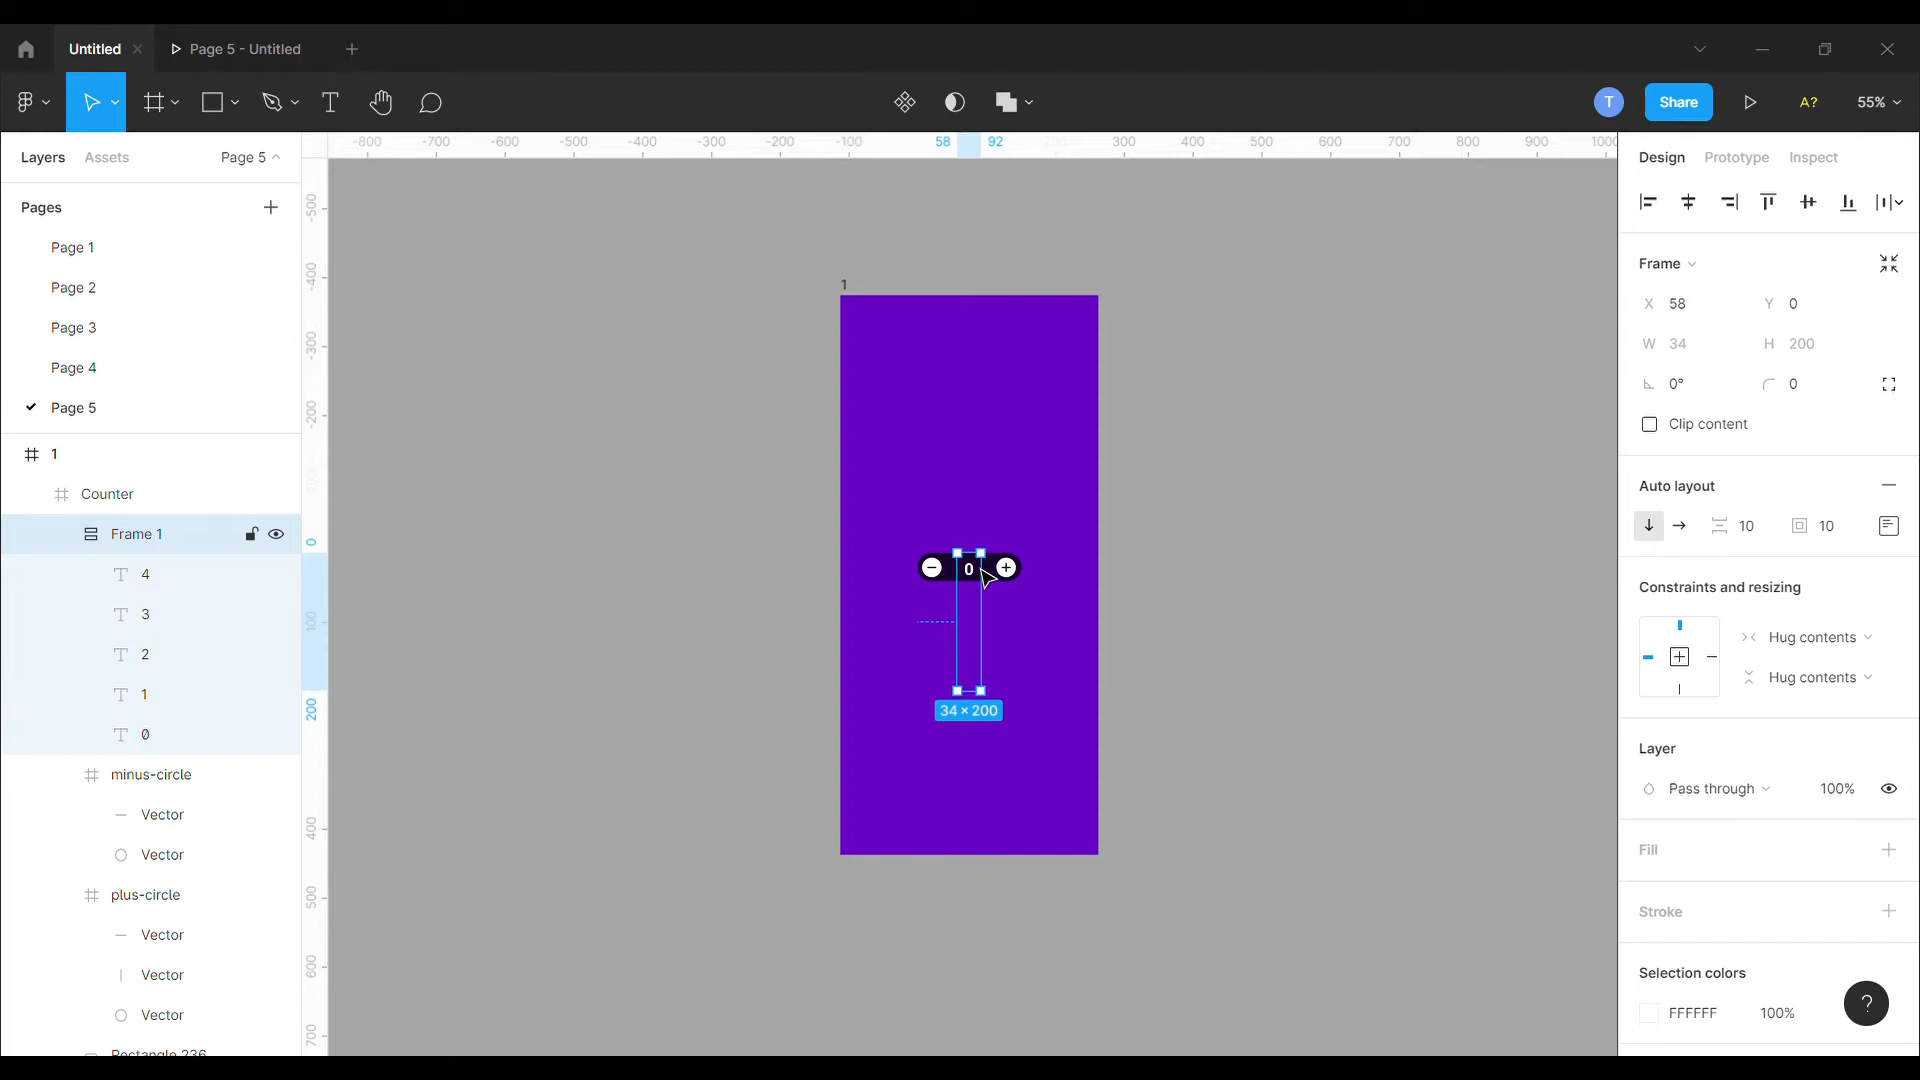 Untitled
Page 5 - Untitled
T
Share
A?
55%
Layers
Assets
Page 5
-800
-700
-600
-500
-400
-300
-200
-100
58
92
300
400
500
600
700
800
900
1000
Design
Prototype
Inspect
Pages
Page 1
Page 2
Page 3
Page 4
Page 5
1
Counter
Frame 1
4
3
2
1
0
minus-circle
Vector
Vector
plus-circle
Vector
Vector
Vector
Rectangle 236
-500
-400
-300
-200
0
100
200
400
500
600
700
1
0
34 × 200
Frame
X 58
Y 0
W 34
H 200
0°
0
Clip content
Auto layout
10
10
Constraints and resizing
Hug contents
Hug contents
Layer
Pass through
100%
Fill
Stroke
Selection colors
FFFFFF
100%
?